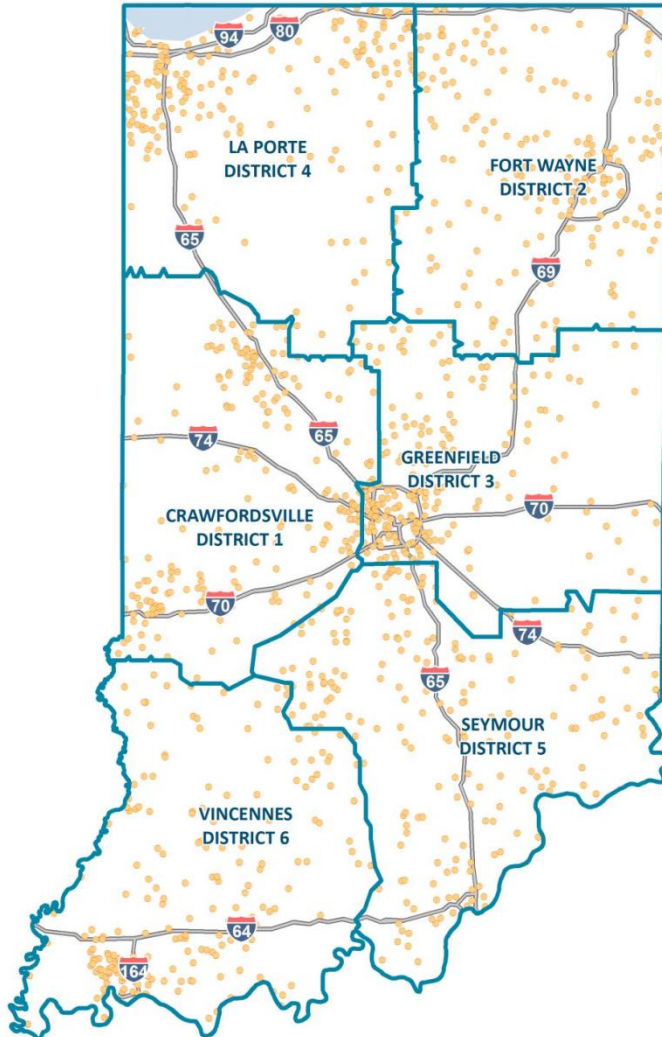 94
80
LA PORTE
DISTRICT 4
FORT WAYNE
DISTRICT 2
65
69
74
65
GREENFIELD
DISTRICT 3
70
CRAWFORDSVILLE
DISTRICT 1
70
74
65
SEYMOUR
DISTRICT 5
VINCENNES
DISTRICT 6
64
164